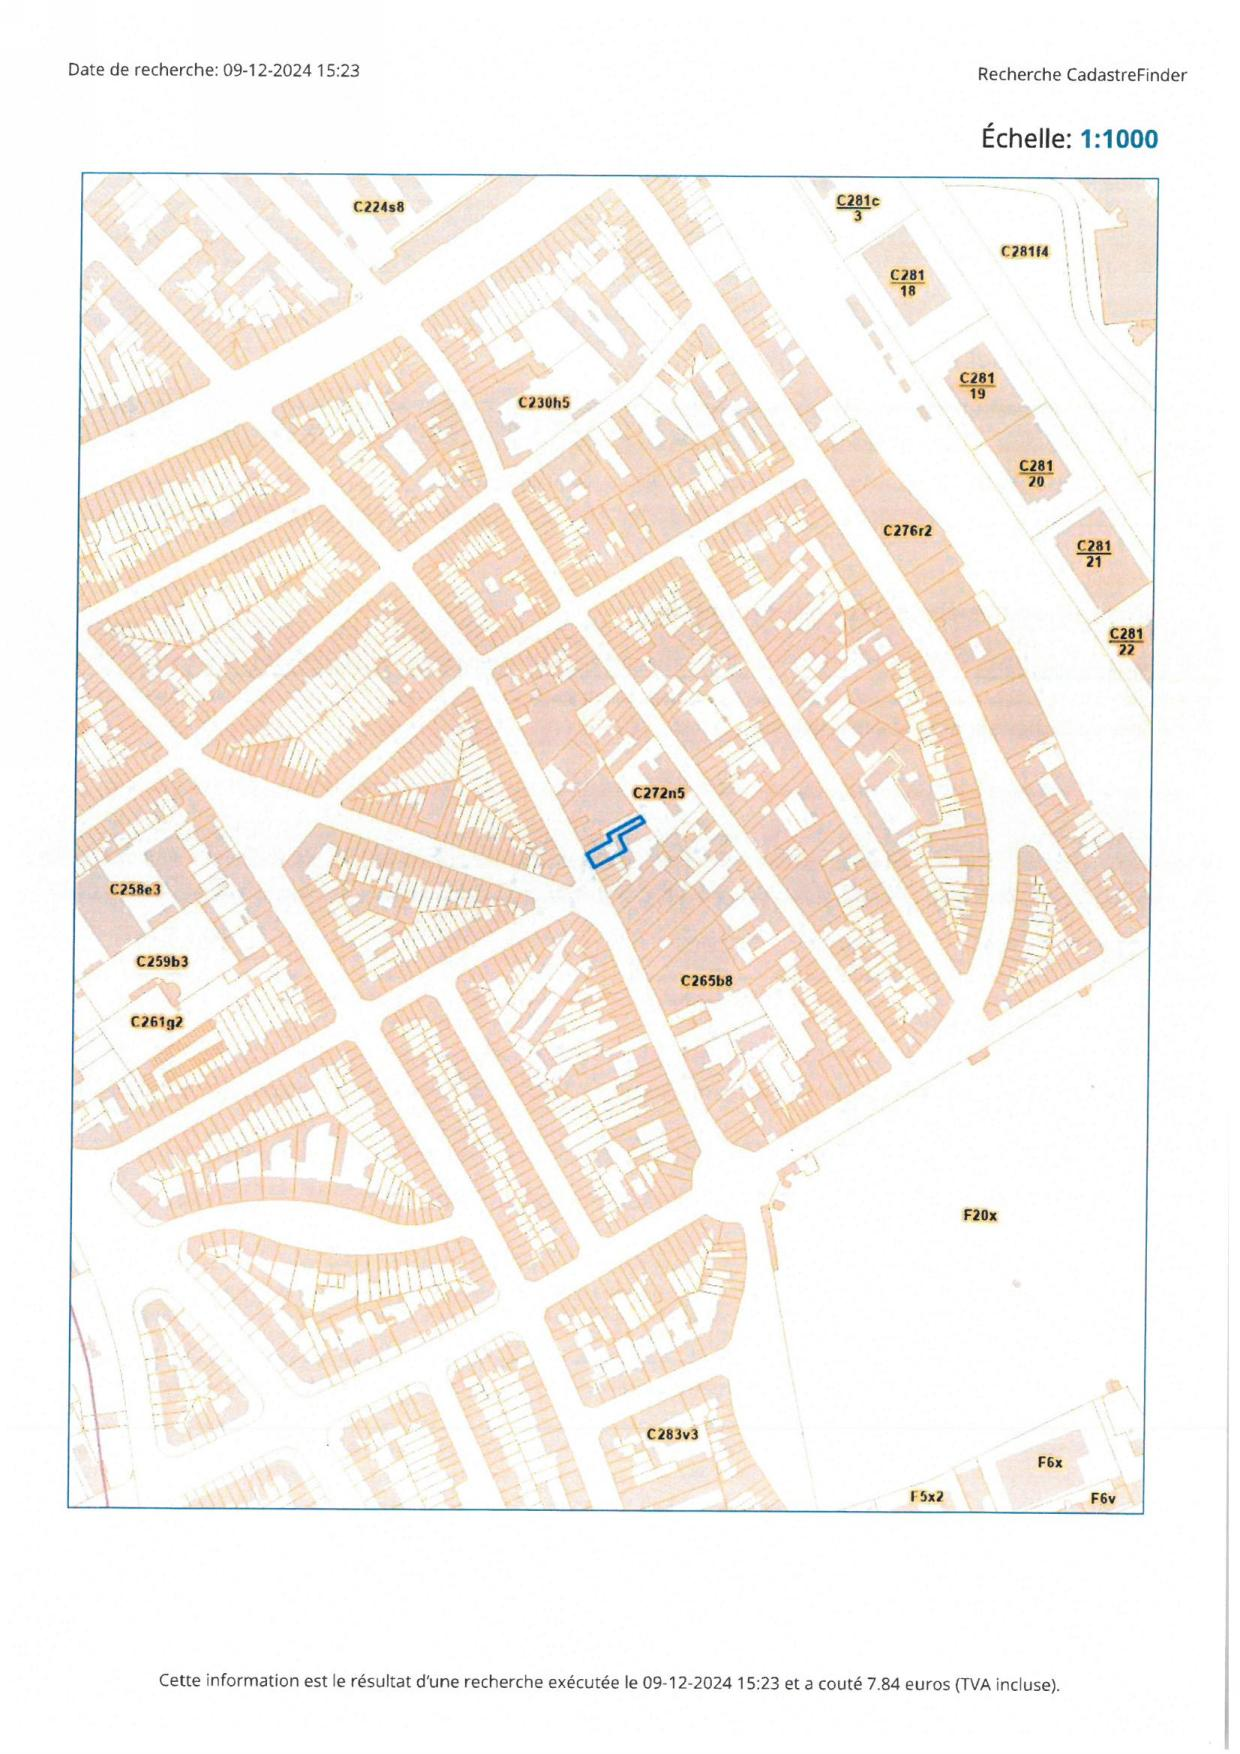 Date de recherche: 09-12-2024 15:23
Recherche CadastreFinder
Échelle: 1:1000
C224s8
C281c
3
C281f4
C281
18
C281
19
C230h5
C281
20
C276r2
C281
21
C281
22
C272n5
C258e3
C259b3
C265b8
C261g2
F20x
C283v3
F6x
F5x2
F6v
Cette information est le résultat d'une recherche exécutée le 09-12-2024 15:23 et a couté 7.84 euros (TVA incluse).